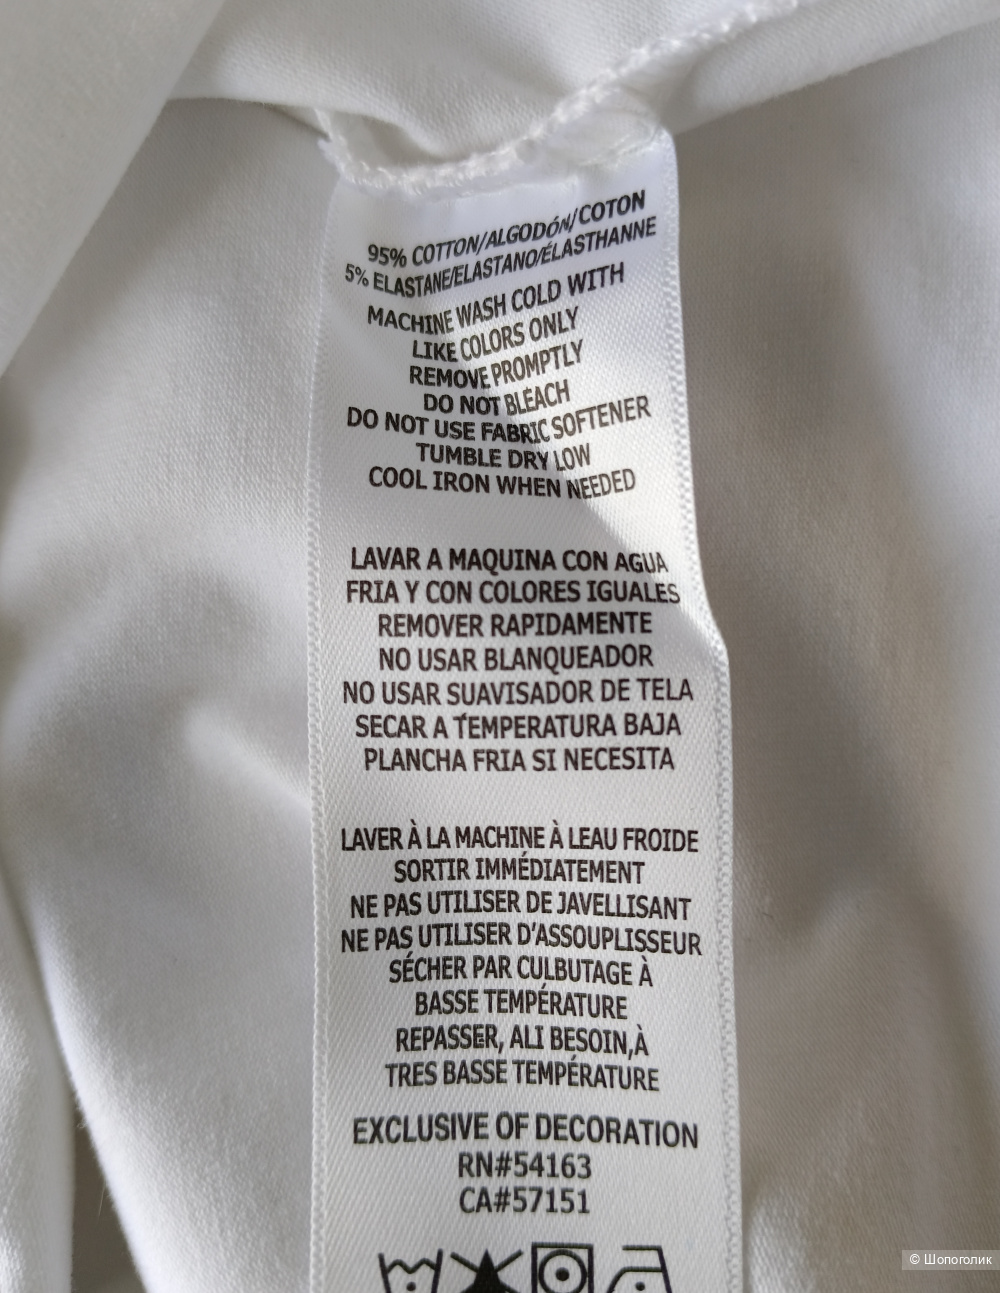 95% COTTON/ALGODÓN/COTON
5% ELASTANE/ELASTANO/ÉLASTHANNE
MACHINE WASH COLD WITH
LIKE COLORS ONLY
REMOVE PROMPTLY
DO NOT BLEACH
DO NOT USE FABRIC SOFTENER
TUMBLE DRY LOW
COOL IRON WHEN NEEDED
LAVAR A MAQUINA CON AGUA
FRIA Y CON COLORES IGUALES
REMOVER RAPIDAMENTE
NO USAR BLANQUEADOR
NO USAR SUAVISADOR DE TELA
SECAR A TEMPERATURA BAJA
PLANCHA FRIA SI NECESITA
LAVER À LA MACHINE À LEAU FROIDE
SORTIR IMMÉDIATEMENT
NE PAS UTILISER DE JAVELLISANT
NE PAS UTILISER D'ASSOUPLISSEUR
SÉCHER PAR CULBUTAGE À
BASSE TEMPÉRATURE
REPASSER, ALI BESOIN,À
TRES BASSE TEMPÉRATURE
EXCLUSIVE OF DECORATION
RN#54163
CA#57151
© Шопоголик